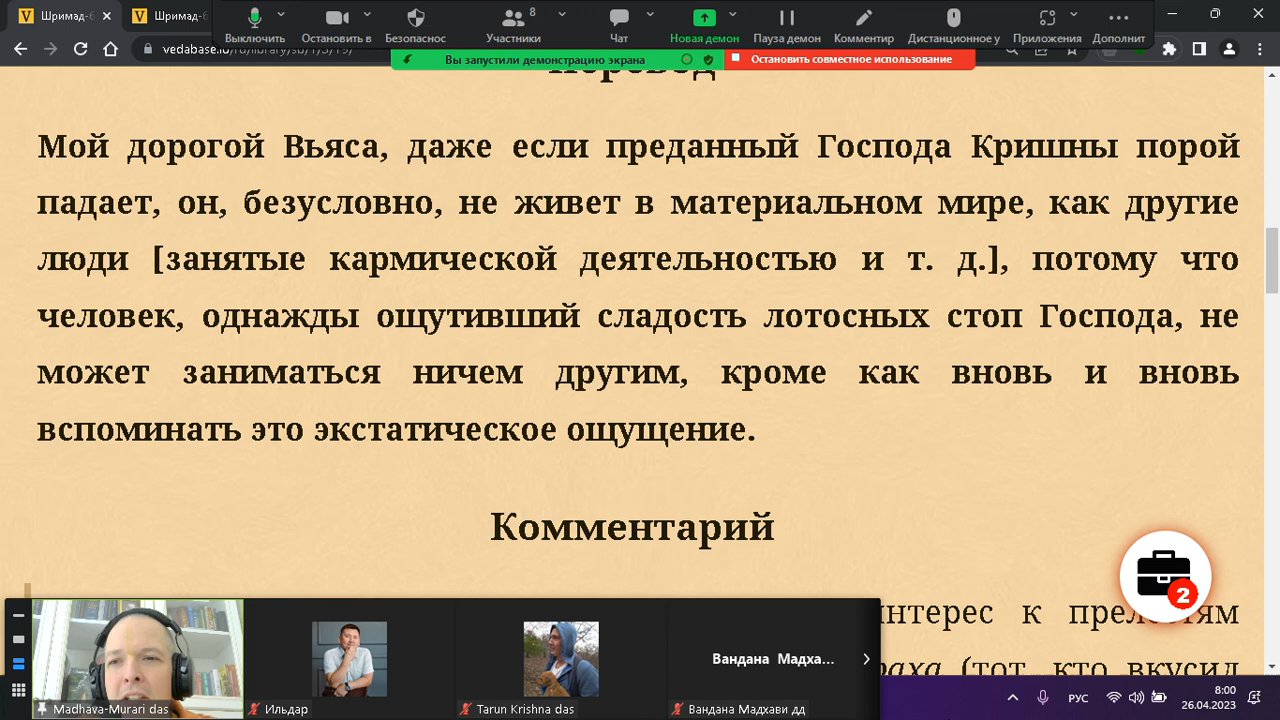 Шримад-б
Шримад-б
Выключить
Остановить в
Безопаснос
8
Участники
Чат
Новая демон
Пауза демон
Комментир
Дистанционное у
Приложения
Дополнит
vedabase.io/ru/library/sb/1/5/19/
Вы запустили демонстрацию экрана
Остановить совместное использование
Перевод
Мой дорогой Вьяса, даже если преданный Господа Кришны порой
падает, он, безусловно, не живет в материальном мире, как другие
люди [занятые кармической деятельностью и т. д.], потому что
человек, однажды ощутивший сладость лотосных стоп Господа, не
может заниматься ничем другим, кроме как вновь и вновь
вспоминать это экстатическое ощущение.
Комментарий
2
интерес к
(тот, кто вкусил
Madhava-Murari das
Ильдар
Tarun Krishna das
Вандана Мадха...
Вандана Мадхави дд
РУС
8:00
26.04.2023